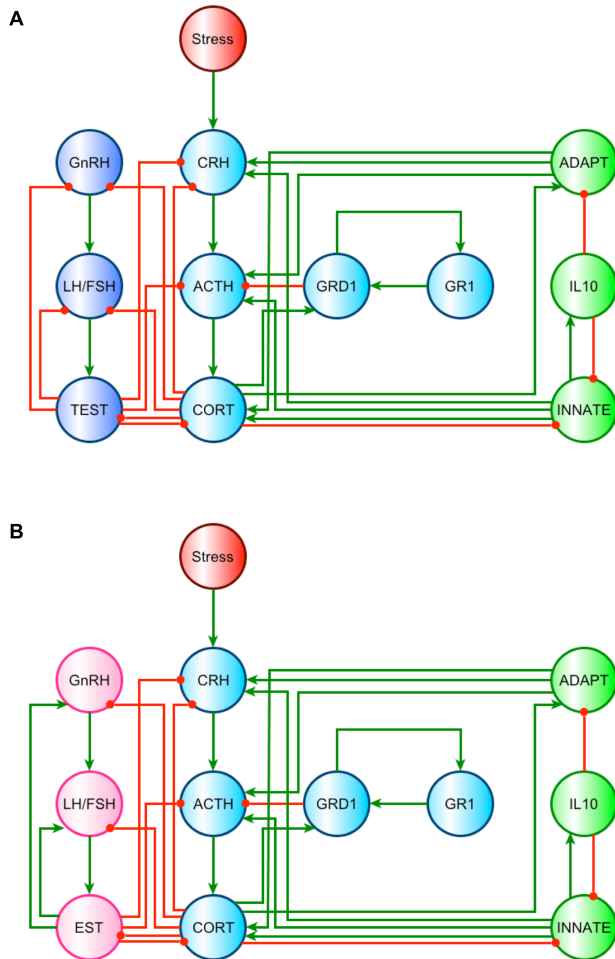 A
Stress
GnRH
CRH
ADAPT
LH/FSH
ACTH
GRD1
GR1
IL10
TEST
CORT
INNATE
B
Stress
GnRH
CRH
ADAPT
LH/FSH
ACTH
GRD1
GR1
IL10
EST
CORT
INNATE